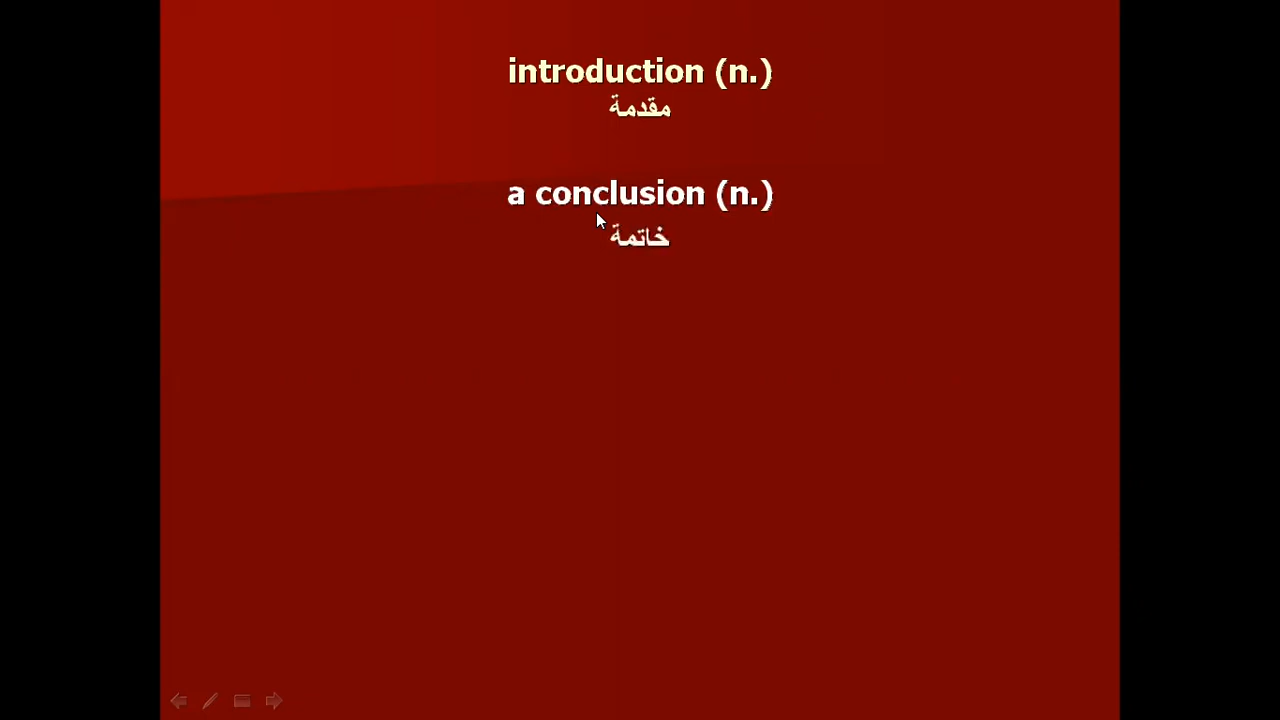 introduction (n.)
مقدمة
a conclusion (n.)
خاتمة